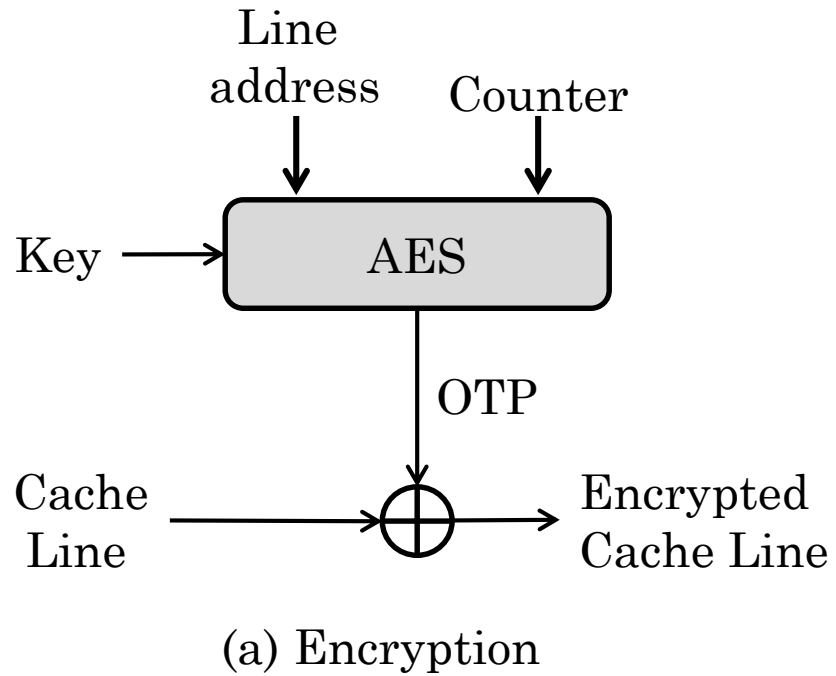 Line
address
Counter
Key
AES
OTP
Cache
Line
Encrypted
Cache Line
(a) Encryption